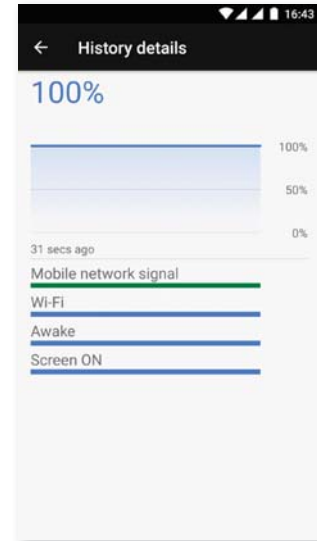 16:43
History details
100%
100%
50%
0%
31 secs ago
Mobile network signal
Wi-Fi
Awake
Screen ON